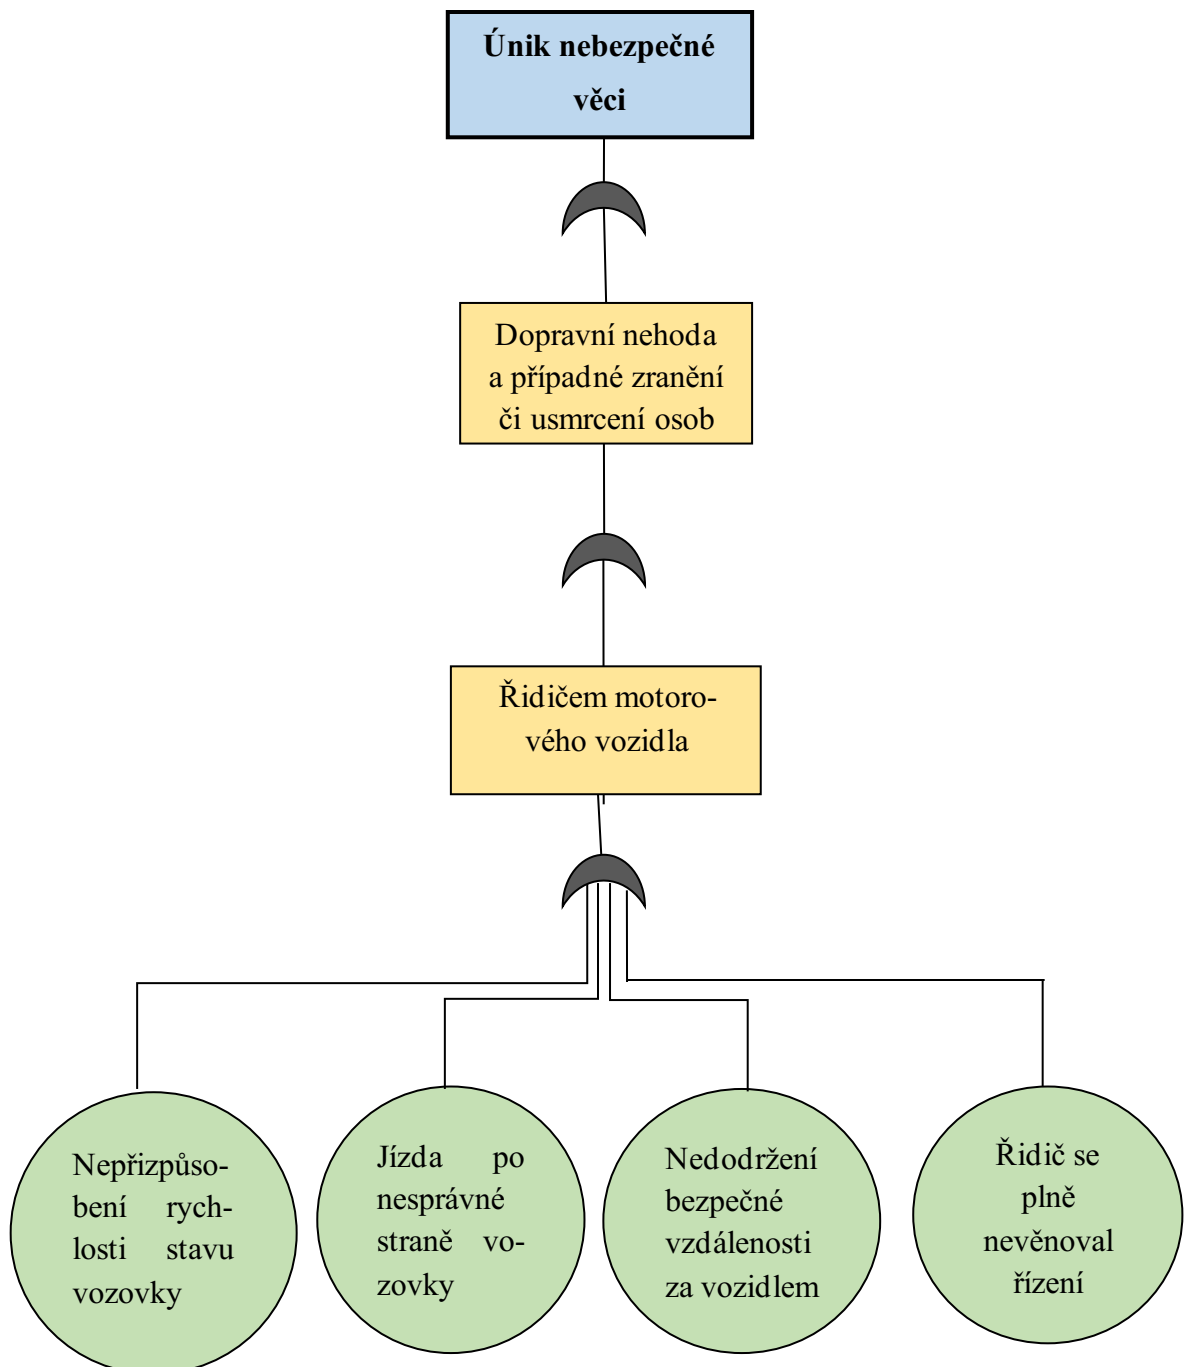 Únik nebezpečné
věci
Dopravní nehoda
a případné zranění
či usmrcení osob
Řidičem motoro-
vého vozidla
Nepřizpůso-
bení rych-
losti stavu
vozovky
Jízda po
nesprávné
straně vo-
zovky
Nedodržení
bezpečné
vzdálenosti
za vozidlem
Řidič se
plně
nevěnoval
řízení